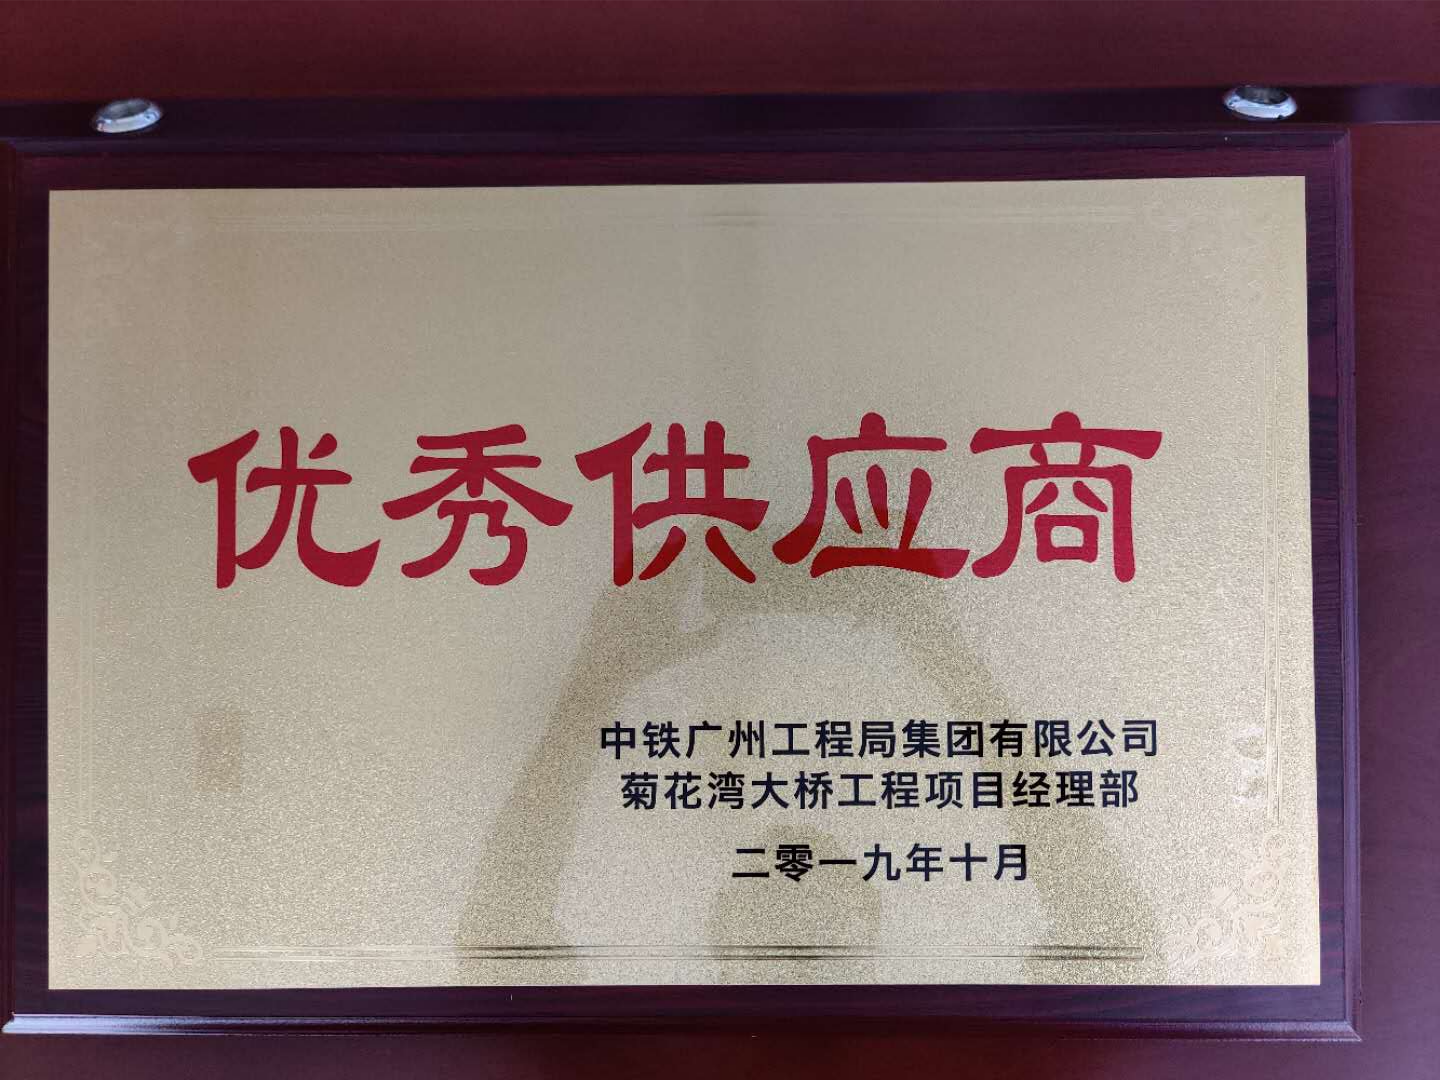 优秀供应商
中铁广州工程局集团有限公司
菊花湾大桥工程项目经理部
二零一九年十月